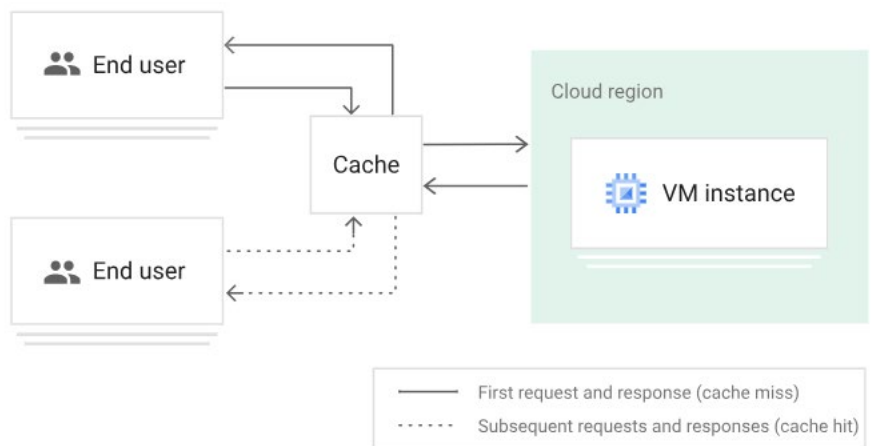 End user
Cloud region
Cache
VM instance
End user
First request and response (cache miss)
Subsequent requests and responses (cache hit)